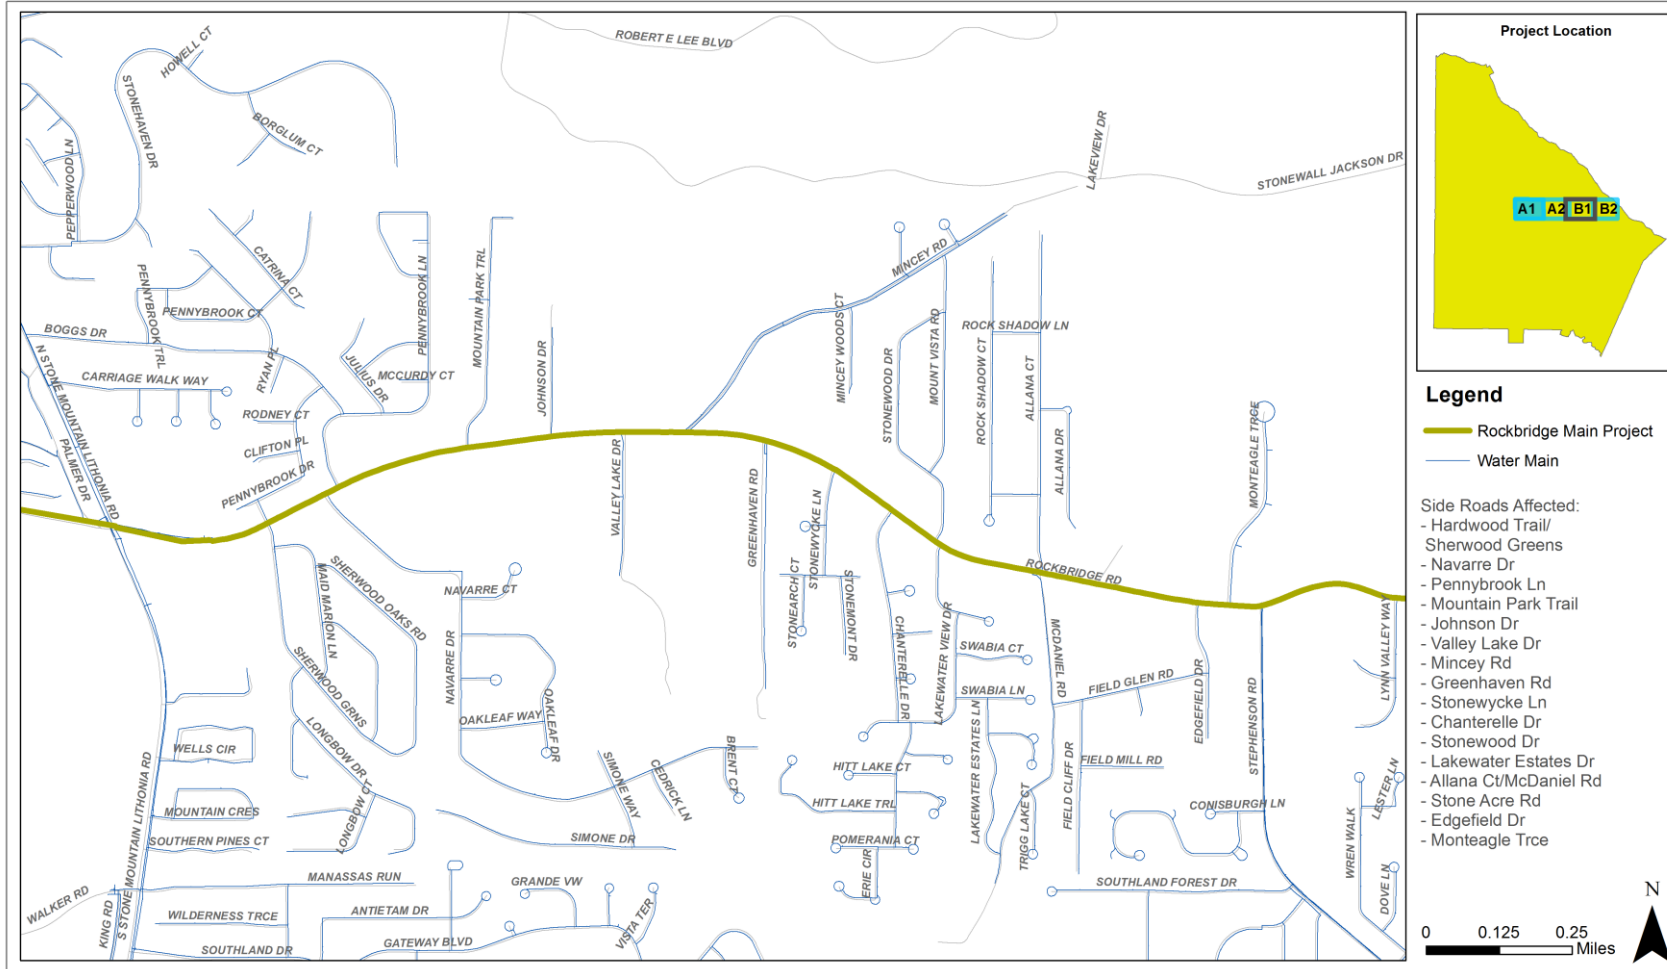 ROBERT E LEE BLVD
HOWELL CT
STONEHAVEN DR
BORGLUM CT
PEPPERWOOD LN
LAKEVIEW DR
STONEWALL JACKSON DR
CATRINA CT
PENNYBROOK TRL
PENNYBROOK CT
PENNYBROOK LN
MOUNTAIN PARK TRL
MINCEY RD
MINCEY WOODS CT
BOGGS DR
N STONE MOUNTAIN LITHONIA RD
CARRIAGE WALK WAY
RYAN PL
JULIUS DR
MCCURDY CT
JOHNSON DR
STONEWOOD DR
MOUNT VISTA RD
ROCK SHADOW LN
ROCK SHADOW CT
ALLANA CT
ALLANA DR
MONTEAGLE TRCE
RODNEY CT
CLIFTON PL
PENNYBROOK DR
PALMER DR
VALLEY LAKE DR
GREENHAVEN RD
STONEWYCKE LN
STONEARCH CT
STONEMONT DR
ROCKBRIDGE RD
SHERWOOD OAKS RD
MAID MARION LN
SHERWOOD GRNS
NAVARRE CT
NAVARRE DR
CHANTERELLE DR
LAKEWATER VIEW DR
SWABIA CT
SWABIA LN
MCDANIEL RD
FIELD GLEN RD
EDGEFIELD DR
STEPHENSON RD
LYNN VALLEY WAY
OAKLEAF WAY
OAKLEAF DR
LONGBOW DR
LONGBOW CT
WELLS CIR
MOUNTAIN CRES
SOUTHERN PINES CT
S STONE MOUNTAIN LITHONIA RD
SIMONE WAY
CEDRICK LN
BRENT CT
SIMONE DR
HITT LAKE CT
HITT LAKE TRL
POMERANIA CT
ERIE CIR
LAKEWATER ESTATES LN
TRIGG LAKE CT
FIELD CLIFF DR
FIELD MILL RD
CONISBURGH LN
WREN WALK
LESTER LN
DOVE LN
SOUTHLAND FOREST DR
WALKER RD
KING RD
MANASSAS RUN
WILDERNESS TRCE
ANTIETAM DR
SOUTHLAND DR
GATEWAY BLVD
GRANDE VW
VISTA TER
Project Location
A1 A2 B1 B2
Legend
Rockbridge Main Project
Water Main
Side Roads Affected:
- Hardwood Trail/
Sherwood Greens
- Navarre Dr
- Pennybrook Ln
- Mountain Park Trail
- Johnson Dr
- Valley Lake Dr
- Mincey Rd
- Greenhaven Rd
- Stonewycke Ln
- Chanterelle Dr
- Stonewood Dr
- Lakewater Estates Dr
- Allana Ct/McDaniel Rd
- Stone Acre Rd
- Edgefield Dr
- Monteagle Trce
N
0 0.125 0.25
Miles